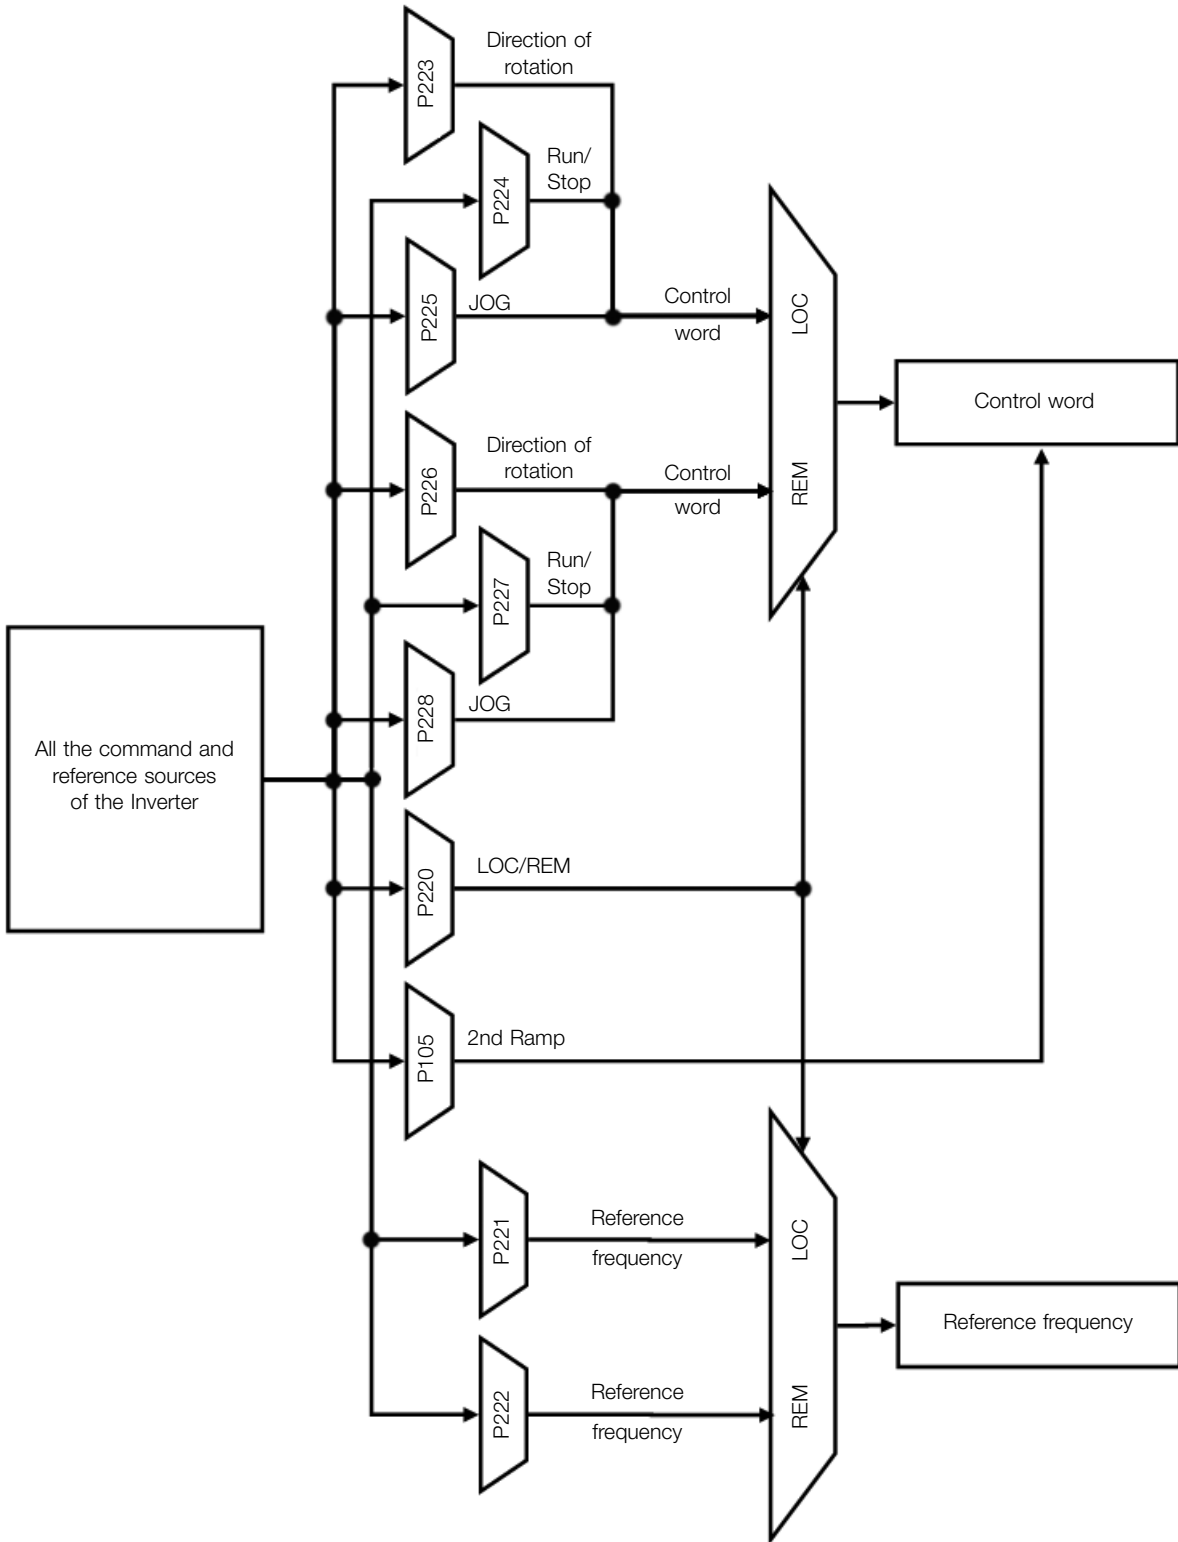 P223
Direction of
rotation
P224
Run/
Stop
P225
JOG
Control
word
LOC
Control word
P226
Direction of
rotation
Control
word
REM
P227
Run/
Stop
P228
JOG
All the command and
reference sources
of the Inverter
P220
LOC/REM
P105
2nd Ramp
P221
Reference
frequency
LOC
Reference frequency
P222
Reference
frequency
REM